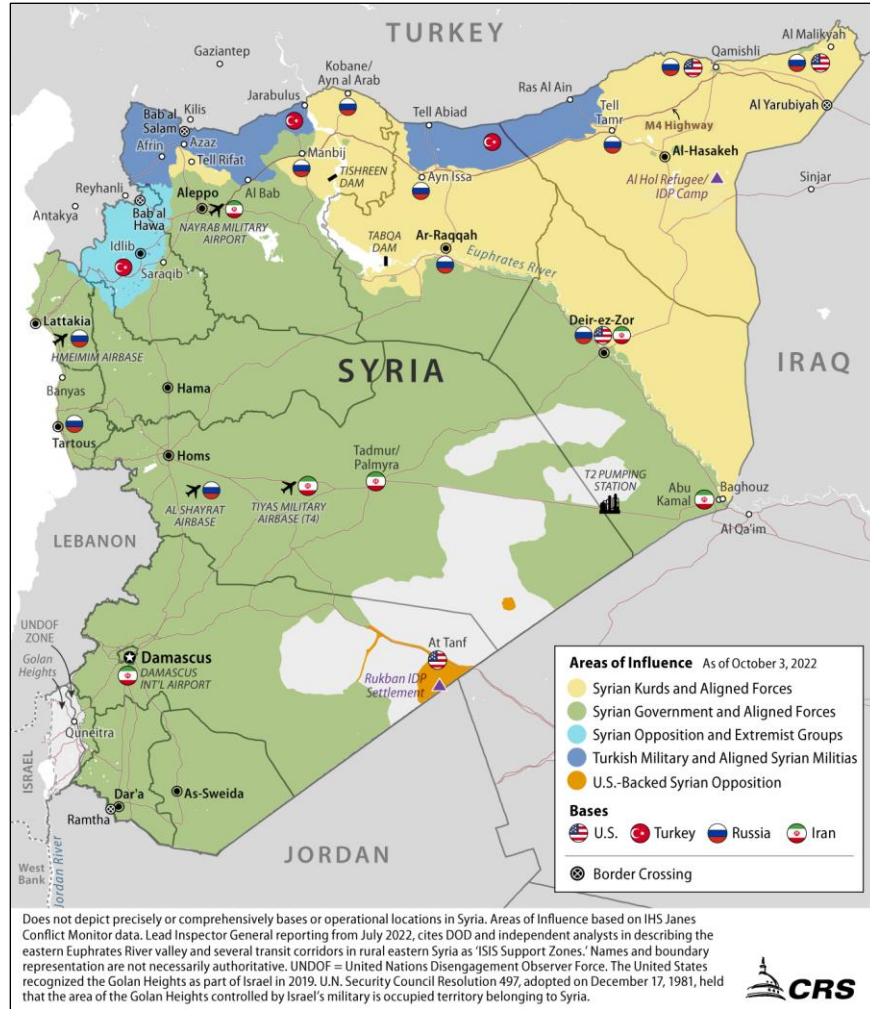 TURKEY
Gaziantep
Kobane/
Ayn al Arab
Al Malikyah
Qamishli
Jarabulus
Kilis
Bab al
Salam
Ras Al Ain
Tell Abiad
Azaz
Afrin
Tell Rifat
Manbij
Tell
Tamr
M4 Highway
Al Yarubiyah
Al-Hasakeh
TISHREEN
DAM
Reyhanli
Aleppo
Al Bab
Ayn Issa
Al Hol Refugee/
IDP Camp
Sinjar
Antakya
Bab al
Hawa
NAYRAB MILITARY
AIRPORT
TABQA
DAM
Ar-Raqqah
Idlib
Saraqib
Euphrates River
Lattakia
HMEIMIM AIRBASE
Deir-ez-Zor
SYRIA
IRAQ
Banyas
Hama
Tartous
Homs
Tadmur/
Palmyra
T2 PUMPING
STATION
Abu
Kamal
Baghouz
AL SHAYRAT
AIRBASE
TIYAS MILITARY
AIRBASE (T4)
Al Qa'im
LEBANON
UNDOF
ZONE
Golan
Heights
Damascus
DAMASCUS
INT'L AIRPORT
At Tanf
Rukban IDP
Settlement
Quneitra
ISRAEL
Dar'a
As-Sweida
Ramtha
JORDAN
West
Bank
Jordan River
Areas of Influence As of October 3, 2022
Syrian Kurds and Aligned Forces
Syrian Government and Aligned Forces
Syrian Opposition and Extremist Groups
Turkish Military and Aligned Syrian Militias
U.S.-Backed Syrian Opposition
Bases
U.S. Turkey Russia Iran
Border Crossing
Does not depict precisely or comprehensively bases or operational locations in Syria. Areas of Influence based on IHS Janes
Conflict Monitor data. Lead Inspector General reporting from July 2022, cites DOD and independent analysts in describing the
eastern Euphrates River valley and several transit corridors in rural eastern Syria as 'ISIS Support Zones.' Names and boundary
representation are not necessarily authoritative. UNDOF = United Nations Disengagement Observer Force. The United States
recognized the Golan Heights as part of Israel in 2019. U.N. Security Council Resolution 497, adopted on December 17, 1981, held
that the area of the Golan Heights controlled by Israel's military is occupied territory belonging to Syria.
CRS